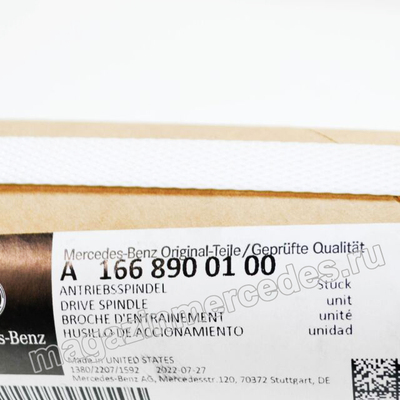 Mercedes-Benz Original-Teile/Geprüfte Qualität
A 166 890 01 00
ANTRIEBSSPINDEL Stück
DRIVE SPINDLE unit
BROCHE D'ENTRAINEMENT unité
HUSILLO DE ACCIONAMIENTO unidad
s-Benz
Made in UNITED STATES
1380/2207/1592 2022-07-27
Mercedes-Benz AG, Mercedesstr.120, 70372 Stuttgart, DE
magazinmercedes.ru